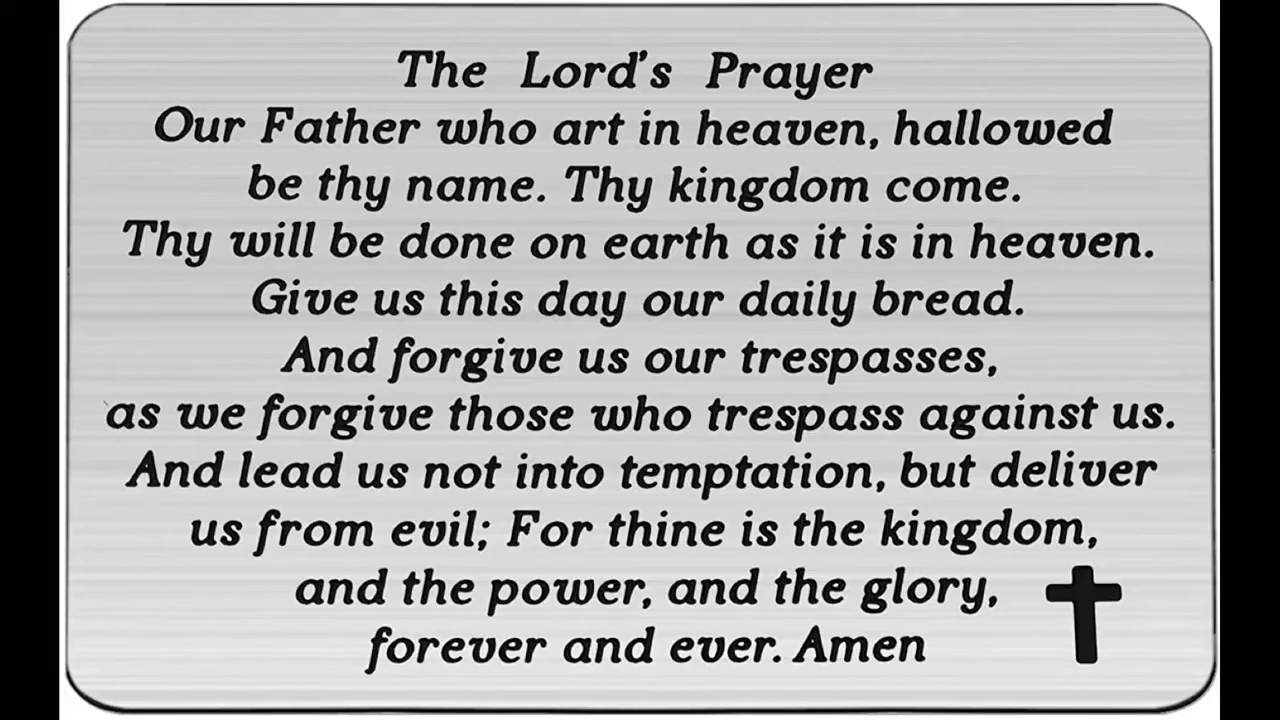 The Lord's Prayer
Our Father who art in heaven, hallowed
be thy name. Thy kingdom come.
Thy will be done on earth as it is in heaven.
Give us this day our daily bread.
And forgive us our trespasses,
as we forgive those who trespass against us.
And lead us not into temptation, but deliver
us from evil; For thine is the kingdom,
and the power, and the glory,
forever and ever. Amen